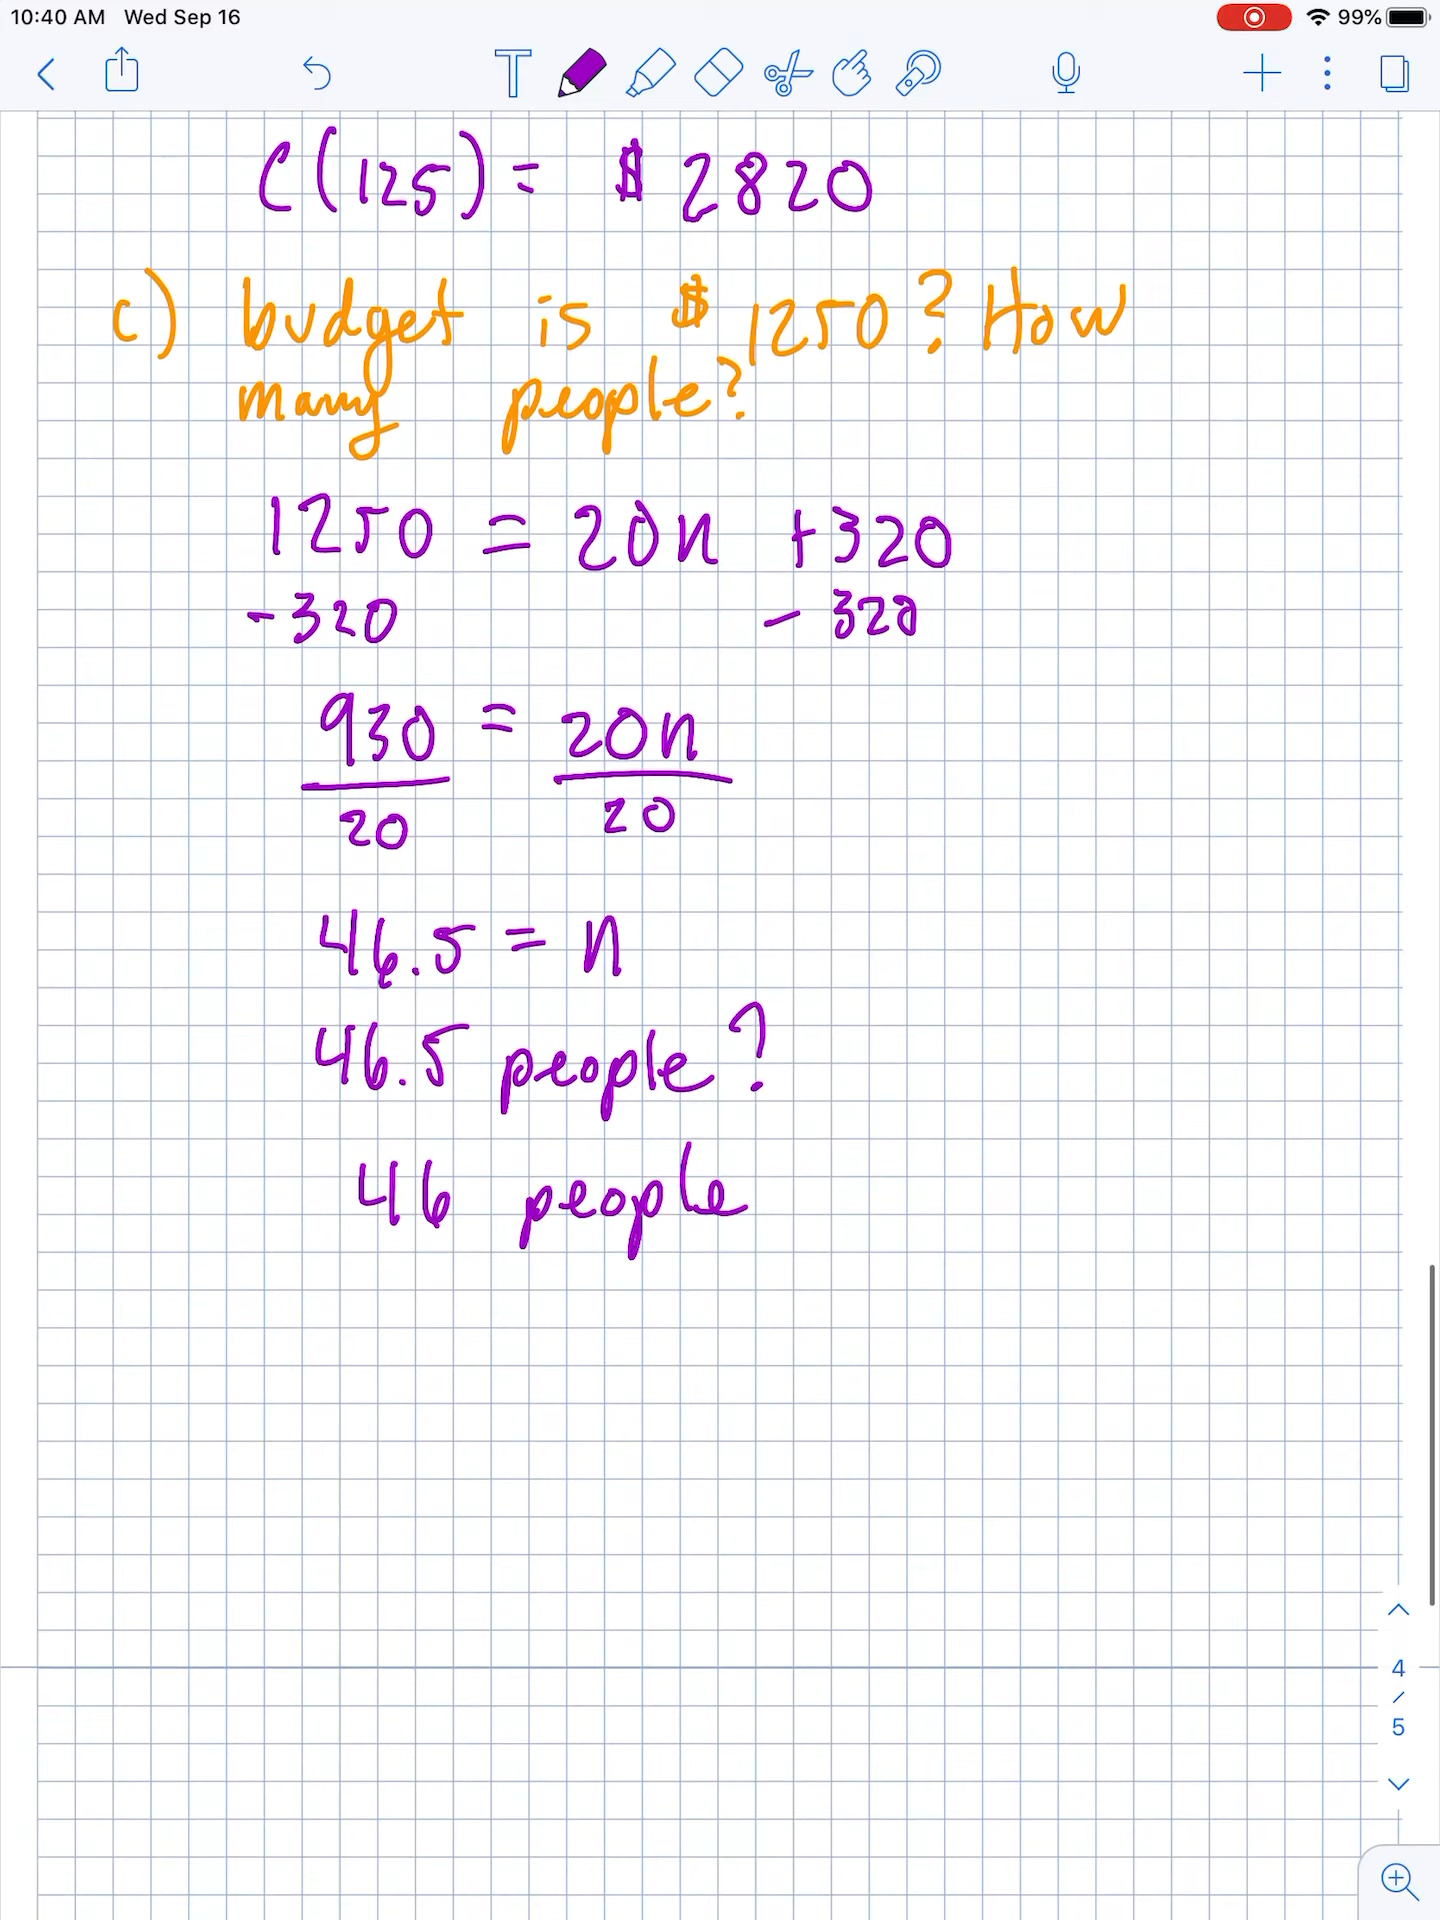 10:40 AM Wed Sep 16
99%
T
C(125) = $ 2820
c) budget is $ 1250? How
many people?
1250 = 20n +320
-320 - 320
930 = 20n
20 20
46.5 = n
46.5 people?
46 people
4
/
5